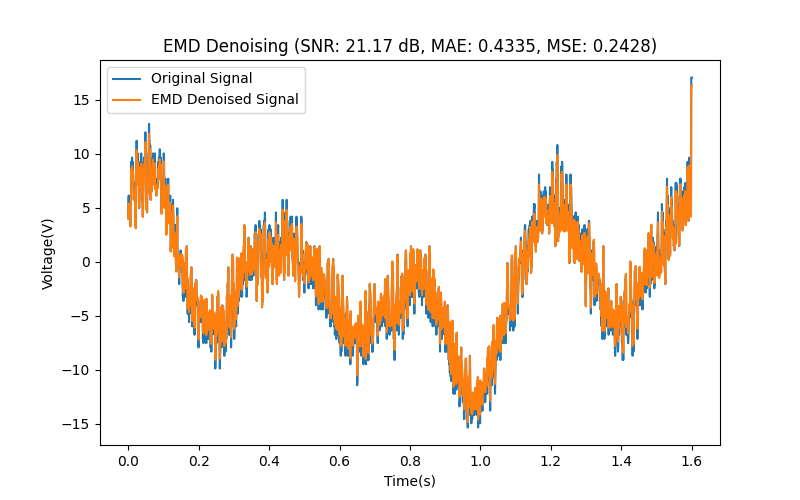 EMD Denoising (SNR: 21.17 dB, MAE: 0.4335, MSE: 0.2428)
Original Signal
EMD Denoised Signal
15
10
5
0
−5
−10
−15
Voltage(V)
0.0 0.2 0.4 0.6 0.8 1.0 1.2 1.4 1.6
Time(s)